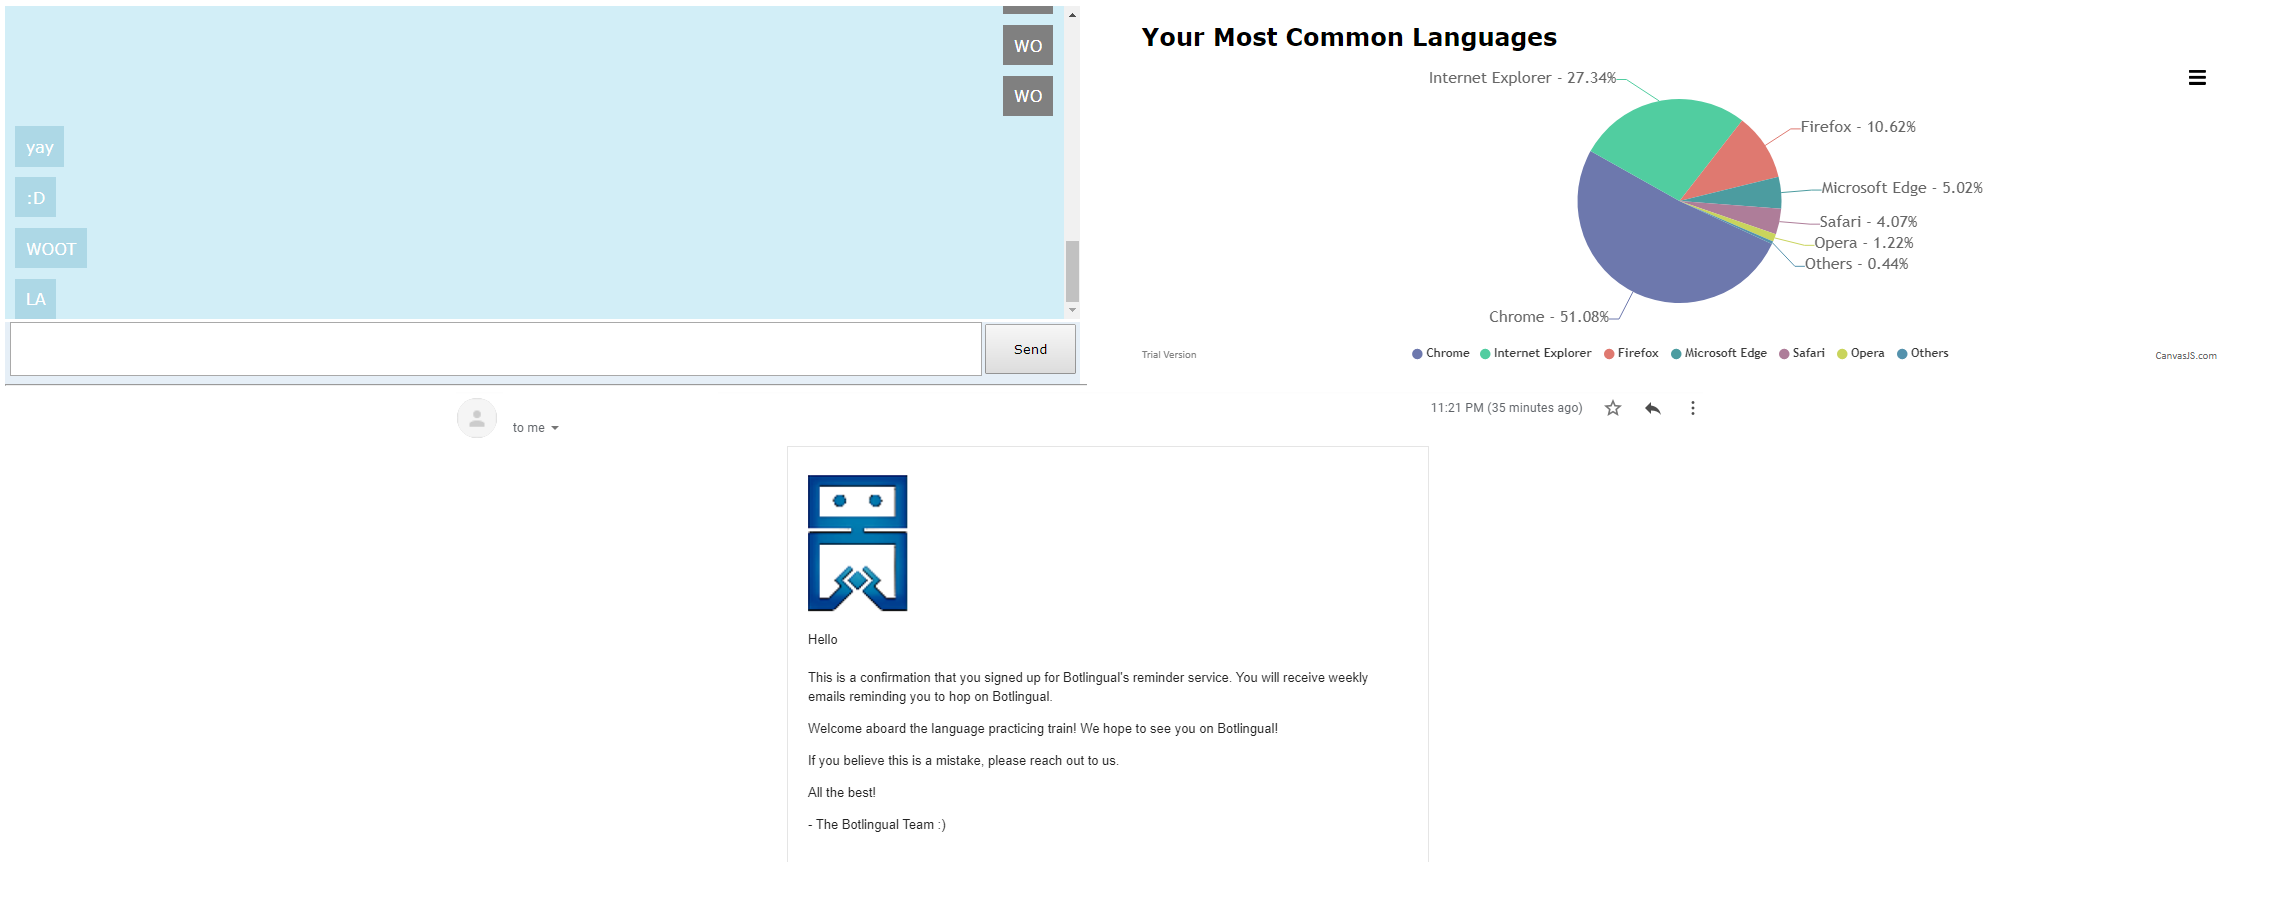 WO
WO
yay
:D
WOOT
LA
Send
Your Most Common Languages
Internet Explorer - 27.34%
Firefox - 10.62%
Microsoft Edge - 5.02%
Safari - 4.07%
Opera - 1.22%
Others - 0.44%
Chrome - 51.08%
Trial Version
Chrome Internet Explorer Firefox Microsoft Edge Safari Opera Others
CanvasJS.com
to me
11:21 PM (35 minutes ago)
Hello
This is a confirmation that you signed up for Botlingual's reminder service. You will receive weekly
emails reminding you to hop on Botlingual.
Welcome aboard the language practicing train! We hope to see you on Botlingual!
If you believe this is a mistake, please reach out to us.
All the best!
- The Botlingual Team :)